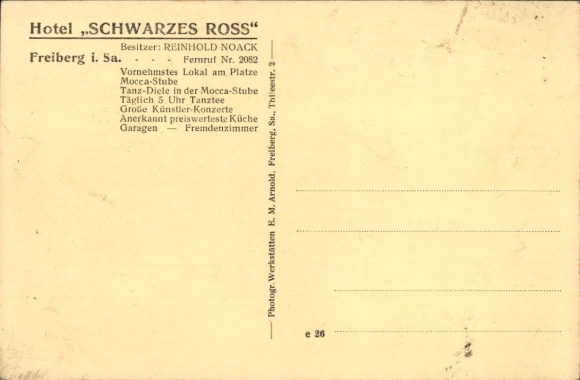 Hotel „SCHWARZES ROSS“
Besitzer: REINHOLD NOACK
Freiberg i. Sa. - - - Fernruf Nr. 2082
Vornehmstes Lokal am Platze
Mocca-Stube
Tanz-Diele in der Mocca-Stube
Täglich 5 Uhr Tanztee
Große Künstler-Konzerte
Anerkannt preiswerteste Küche
Garagen — Fremdenzimmer
Photogr. Werkstätten E. M. Arnold, Freiberg, Sa., 2
e 26